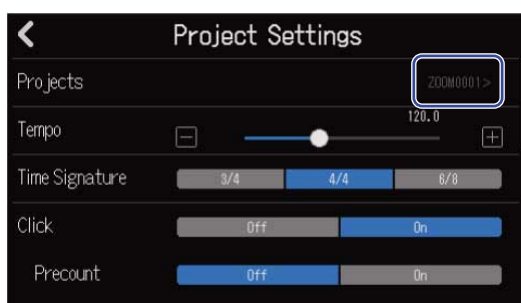 Project Settings
Projects ZOOM0001>
120.0
Tempo
Time Signature 3/4 4/4 6/8
Click Off On
Precount Off On